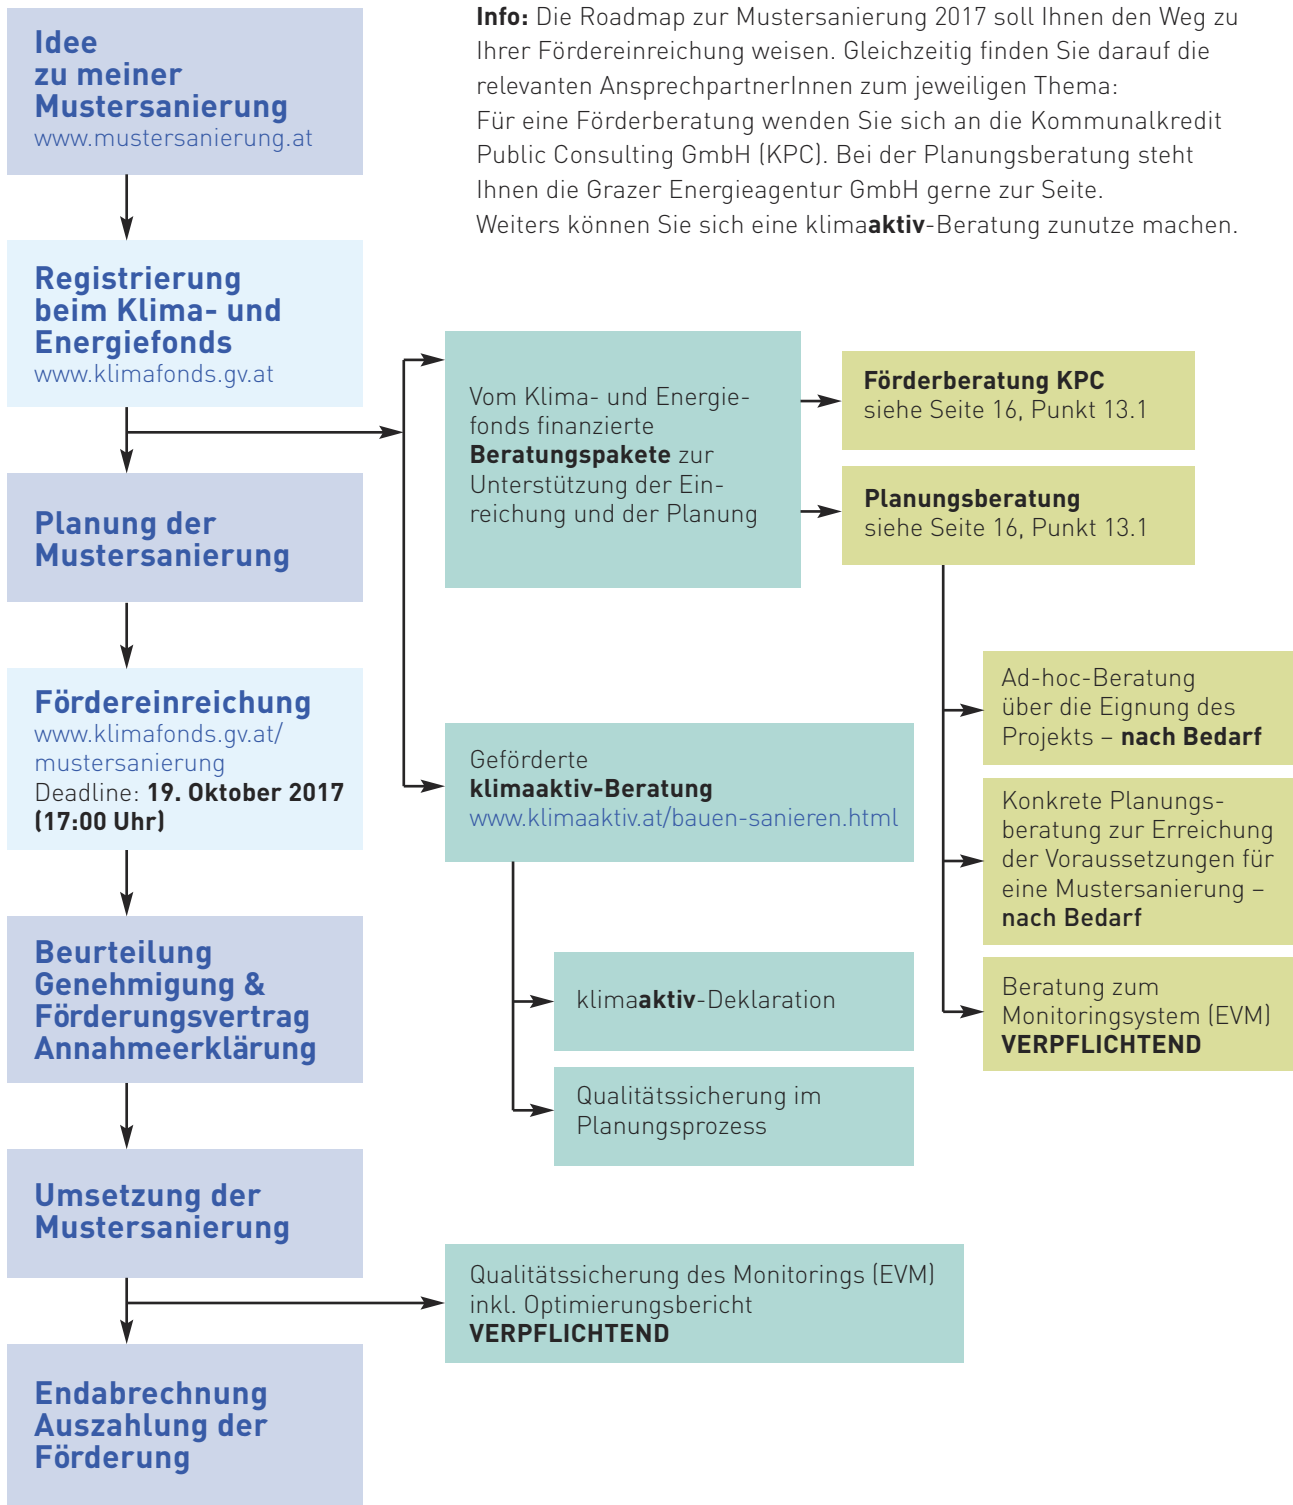 Info: Die Roadmap zur Mustersanierung 2017 soll Ihnen den Weg zu
Ihrer Fördereinreichung weisen. Gleichzeitig finden Sie darauf die
relevanten AnsprechpartnerInnen zum jeweiligen Thema:
Für eine Förderberatung wenden Sie sich an die Kommunalkredit
Public Consulting GmbH (KPC). Bei der Planungsberatung steht
Ihnen die Grazer Energieagentur GmbH gerne zur Seite.
Weiters können Sie sich eine klimaaktiv-Beratung zunutze machen.
Idee
zu meiner
Mustersanierung
www.mustersanierung.at
Registrierung
beim Klima- und
Energiefonds
www.klimafonds.gv.at
Vom Klima- und Energie-
fonds finanzierte
Beratungspakete zur
Unterstützung der Ein-
reichung und der Planung
Förderberatung KPC
siehe Seite 16, Punkt 13.1
Planungsberatung
siehe Seite 16, Punkt 13.1
Planung der
Mustersanierung
Ad-hoc-Beratung
über die Eignung des
Projekts – nach Bedarf
Konkrete Planungs-
beratung zur Erreichung
der Voraussetzungen für
eine Mustersanierung –
nach Bedarf
Beratung zum
Monitoringsystem (EVM)
VERPFLICHTEND
Fördereinreichung
www.klimafonds.gv.at/
mustersanierung
Deadline: 19. Oktober 2017
(17:00 Uhr)
Geförderte
klimaaktiv-Beratung
www.klimaaktiv.at/bauen-sanieren.html
klimaaktiv-Deklaration
Qualitätssicherung im
Planungsprozess
Beurteilung
Genehmigung &
Förderungsvertrag
Annahmeerklärung
Umsetzung der
Mustersanierung
Qualitätssicherung des Monitorings (EVM)
inkl. Optimierungsbericht
VERPFLICHTEND
Endabrechnung
Auszahlung der
Förderung